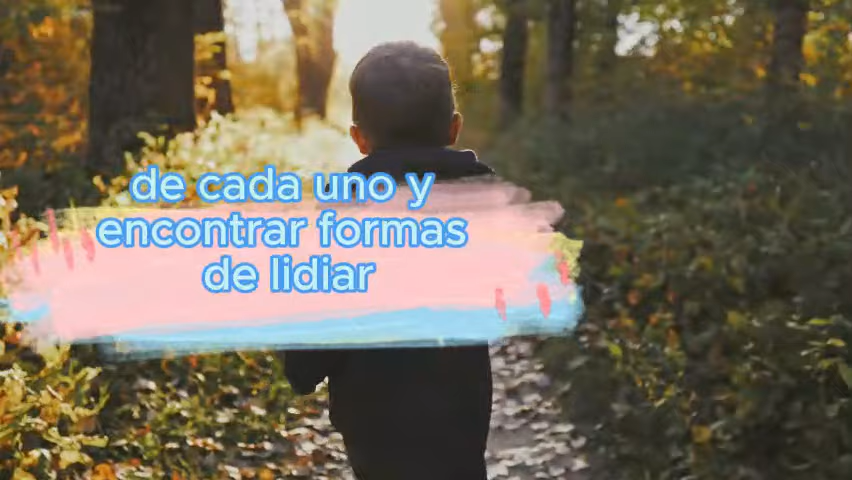 de cada uno y
encontrar formas
de lidiar